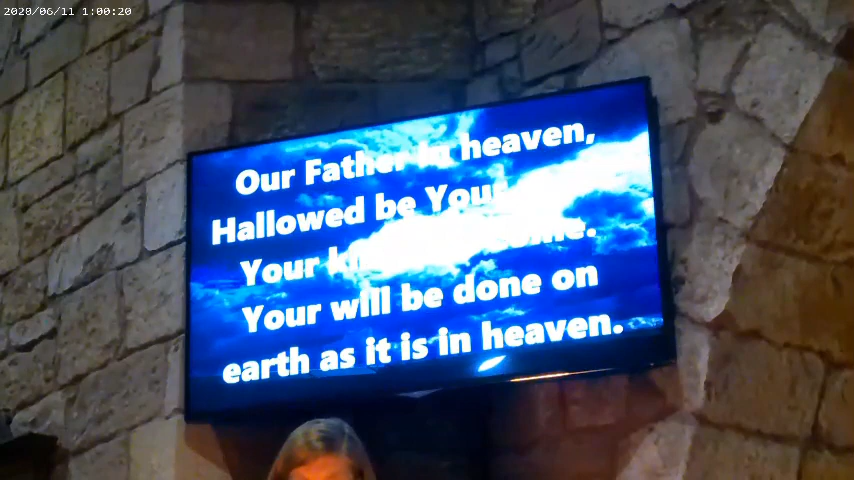 2020/06/11 1:00:20
Our Father in heaven,
Hallowed be Your
Your
Your will be done on
earth as it is in heaven.